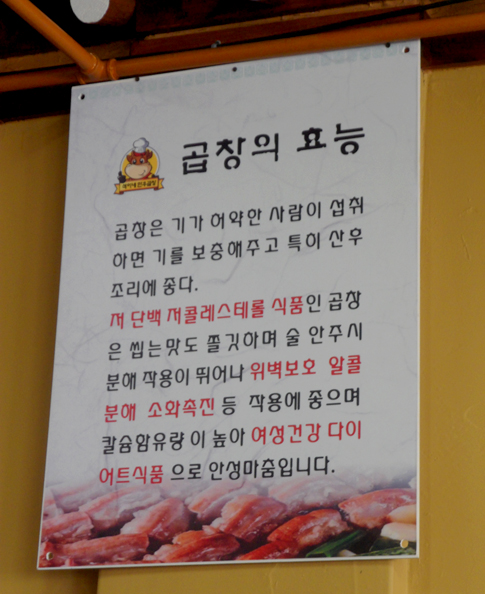 곱창의 효능
곱창은 기가 허약한 사람이 섭취
하면 기를 보충해주고 특히 산후
조리에 좋다.
저 단백 저콜레스테롤 식품인 곱창
은 씹는맛도 쫄깃하며 술 안주시
분해 작용이 뛰어나 위벽보호 알콜
분해 소화촉진 등 작용에 좋으며
칼슘함유량 이 높아 여성건강 다이
어트식품 으로 안성마춤입니다.